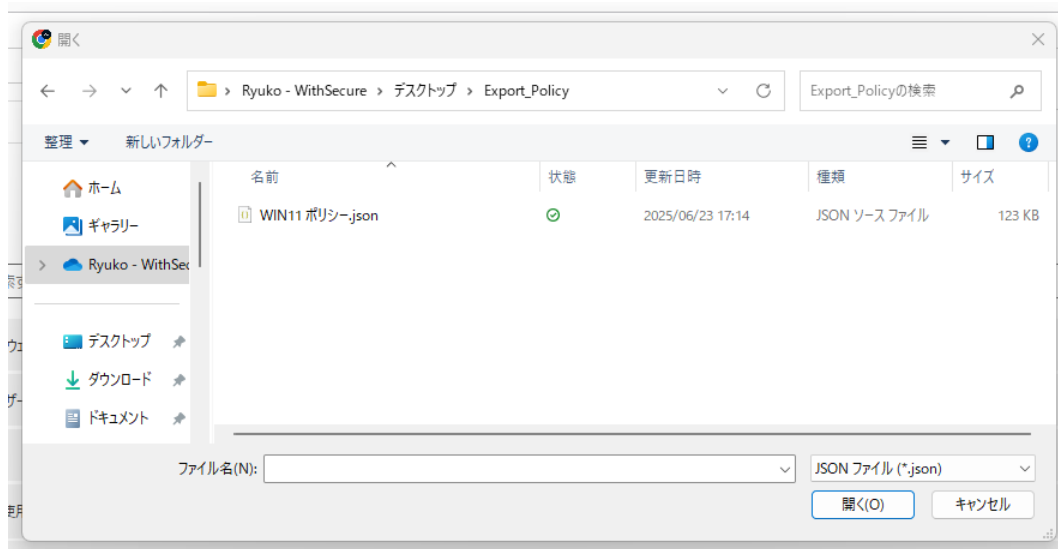 開く
Ryuko - WithSecure > デスクトップ > Export_Policy
Export_Policyの検索
整理
新しいフォルダー
名前 状態 更新日時 種類 サイズ
WIN11 ポリシー.json 2025/06/23 17:14 JSON ソース ファイル 123 KB
ホーム
ギャラリー
Ryuko - WithSec
デスクトップ
ダウンロード
ドキュメント
ファイル名(N):
JSON ファイル (*.json)
開く(O)
キャンセル